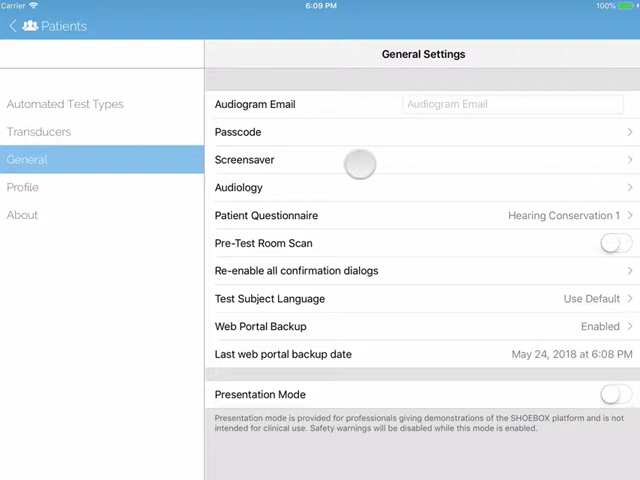 Carrier 6:09 PM 100%
Patients
General Settings
Automated Test Types
Transducers
General
Profile
About
Audiogram Email Audiogram Email
Passcode
Screensaver
Audiology
Patient Questionnaire Hearing Conservation 1
Pre-Test Room Scan
Re-enable all confirmation dialogs
Test Subject Language Use Default
Web Portal Backup Enabled
Last web portal backup date May 24, 2018 at 6:08 PM
Presentation Mode
Presentation mode is provided for professionals giving demonstrations of the SHOEBOX platform and is not
intended for clinical use. Safety warnings will be disabled while this mode is enabled.